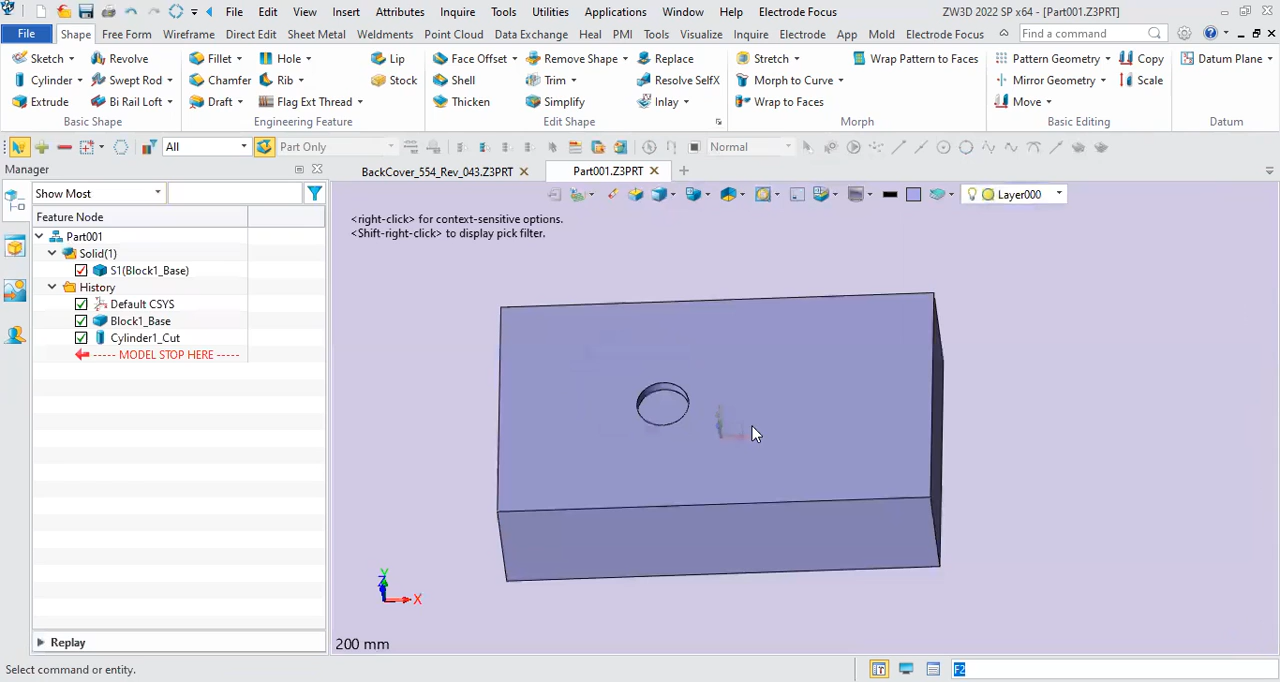 File Edit View Insert Attributes Inquire Tools Utilities Applications Window Help Electrode Focus ZW3D 2022 SP x64 - [Part001.Z3PRT]
File Shape Free Form Wireframe Direct Edit Sheet Metal Weldments Point Cloud Data Exchange Heal PMI Tools Visualize Inquire Electrode App Mold Electrode Focus Find a command
Sketch Revolve Fillet Hole Lip Face Offset Remove Shape Replace Stretch Wrap Pattern to Faces Pattern Geometry Copy Datum Plane
Cylinder Swept Rod Chamfer Rib Stock Shell Trim Resolve SelfX Morph to Curve Mirror Geometry Scale
Extrude Bi Rail Loft Draft Flag Ext Thread Thicken Simplify Inlay Wrap to Faces Move
Basic Shape Engineering Feature Edit Shape Morph Basic Editing Datum
All Part Only Normal
Manager BackCover_554_Rev_043.Z3PRT Part001.Z3PRT
Show Most Layer000
Feature Node
<right-click> for context-sensitive options.
<Shift-right-click> to display pick filter.
Part001
Solid(1)
S1(Block1_Base)
History
Default CSYS
Block1_Base
Cylinder1_Cut
----- MODEL STOP HERE -----
Y
Z
X
Replay
200 mm
Select command or entity.
F2